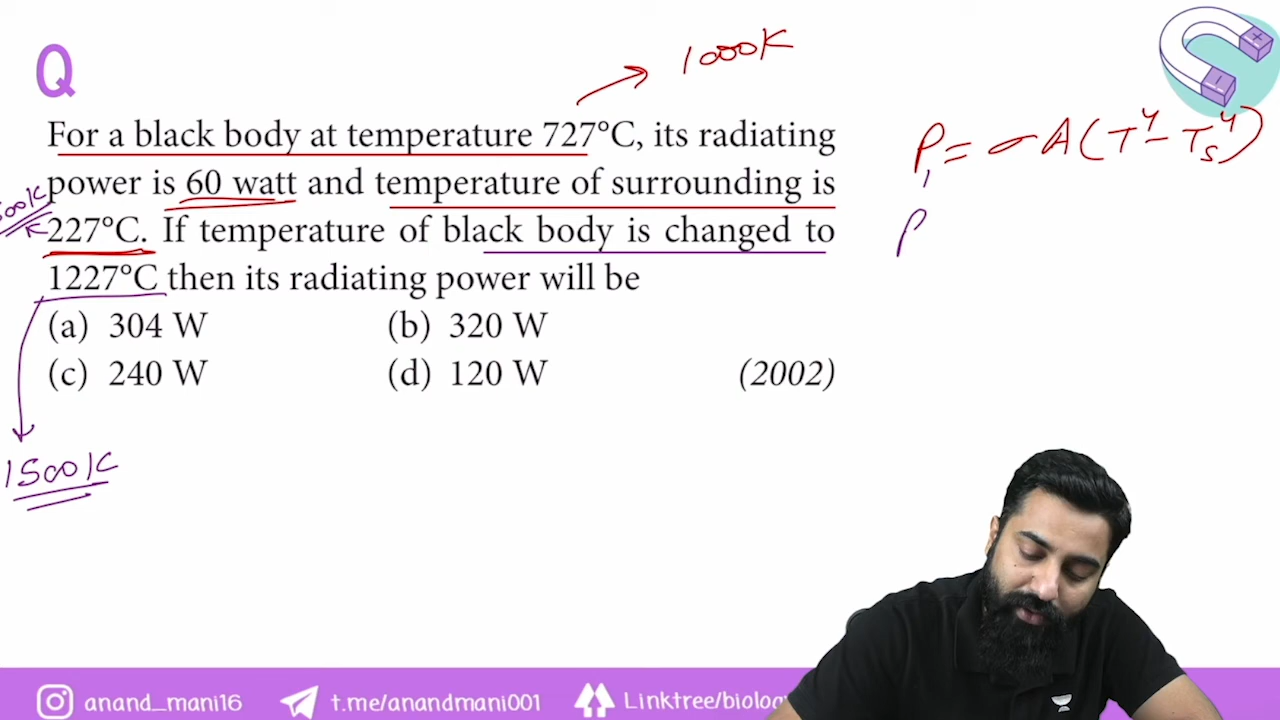 Q
1000K
For a black body at temperature 727°C, its radiating
power is 60 watt and temperature of surrounding is
227°C. If temperature of black body is changed to
1227°C then its radiating power will be
(a) 304 W (b) 320 W
(c) 240 W (d) 120 W (2002)
1500K
P₁ = σA(T⁴ - Tₛ⁴)
P
anand_mani16
t.me/anandmani001